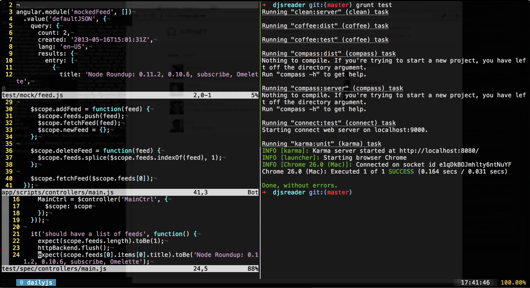 2 ¬
3 angular.module('mockedFeed', [])¬
4   .value('defaultJSON', {¬
5     query: {¬
6       count: 2,¬
7       created: '2013-05-16T15:01:31Z',¬
8       lang: 'en-US',¬
9       results: {¬
10         entry: [¬
11           {¬
12             title: 'Node Roundup: 0.11.2, 0.10.6, subscribe, Omelet
te',¬
test/mock/feed.js 2,0-1 5%
29 ¬
30   $scope.addFeed = function(feed) {¬
31     $scope.feeds.push(feed);¬
32     $scope.fetchFeed(feed);¬
33     $scope.newFeed = {};¬
34   };¬
35 ¬
36   $scope.deleteFeed = function(feed) {¬
37     $scope.feeds.splice($scope.feeds.indexOf(feed), 1);¬
38   };¬
39 ¬
40   $scope.fetchFeed($scope.feeds[0]);¬
41 });¬
app/scripts/controllers/main.js 41,3 Bot
16     MainCtrl = $controller('MainCtrl', {¬
17       $scope: scope¬
18     });¬
19   }));¬
20 ¬
21   it('should have a list of feeds', function() {¬
22     expect(scope.feeds.length).toBe(1);¬
23     httpBackend.flush();¬
24     expect(scope.feeds[0].items[0].title).toBe('Node Roundup: 0.1
1.2, 0.10.6, subscribe, Omelette');¬
test/spec/controllers/main.js 24,5 88%
➜ djsreader git:(master) grunt test
Running "clean:server" (clean) task
Running "coffee:dist" (coffee) task
Running "coffee:test" (coffee) task
Running "compass:dist" (compass) task
Nothing to compile. If you're trying to start a new project, you have lef
t off the directory argument.
Run "compass -h" to get help.
Running "compass:server" (compass) task
Nothing to compile. If you're trying to start a new project, you have lef
t off the directory argument.
Run "compass -h" to get help.
Running "connect:test" (connect) task
Starting connect web server on localhost:9000.
Running "karma:unit" (karma) task
INFO [karma]: Karma server started at http://localhost:8080/
INFO [launcher]: Starting browser Chrome
INFO [Chrome 26.0 (Mac)]: Connected on socket id
Chrome 26.0 (Mac): Executed 1 of 1 SUCCESS (0.164 secs / 0.031 secs)
Done, without errors.
➜ djsreader git:(master)
0 dailyjs 17:41:46 100.00%